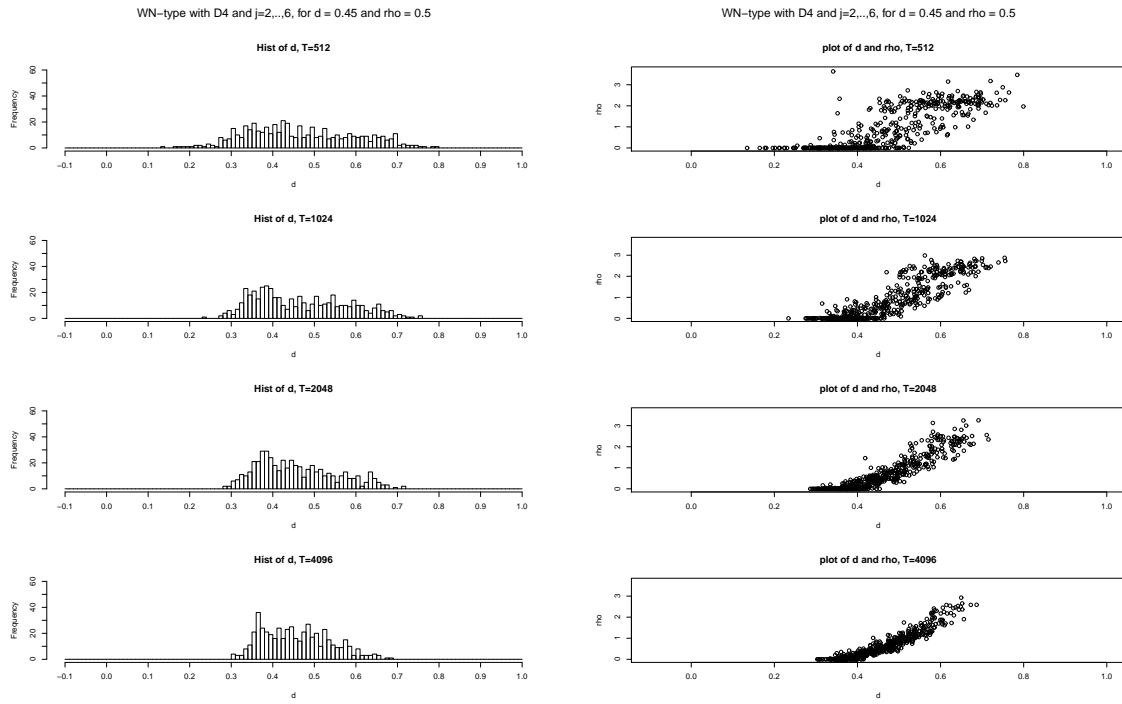 WN−type with D4 and j=2,..,6, for d = 0.45 and rho = 0.5
Hist of d, T=512
Frequency
0 20 40 60
−0.1 0.0 0.1 0.2 0.3 0.4 0.5 0.6 0.7 0.8 0.9 1.0
d
Hist of d, T=1024
Frequency
0 20 40 60
−0.1 0.0 0.1 0.2 0.3 0.4 0.5 0.6 0.7 0.8 0.9 1.0
d
Hist of d, T=2048
Frequency
0 20 40 60
−0.1 0.0 0.1 0.2 0.3 0.4 0.5 0.6 0.7 0.8 0.9 1.0
d
Hist of d, T=4096
Frequency
0 20 40 60
−0.1 0.0 0.1 0.2 0.3 0.4 0.5 0.6 0.7 0.8 0.9 1.0
d
WN−type with D4 and j=2,..,6, for d = 0.45 and rho = 0.5
plot of d and rho, T=512
rho
0 1 2 3
0.0 0.2 0.4 0.6 0.8 1.0
d
plot of d and rho, T=1024
rho
0 1 2 3
0.0 0.2 0.4 0.6 0.8 1.0
d
plot of d and rho, T=2048
rho
0 1 2 3
0.0 0.2 0.4 0.6 0.8 1.0
d
plot of d and rho, T=4096
rho
0 1 2 3
0.0 0.2 0.4 0.6 0.8 1.0
d